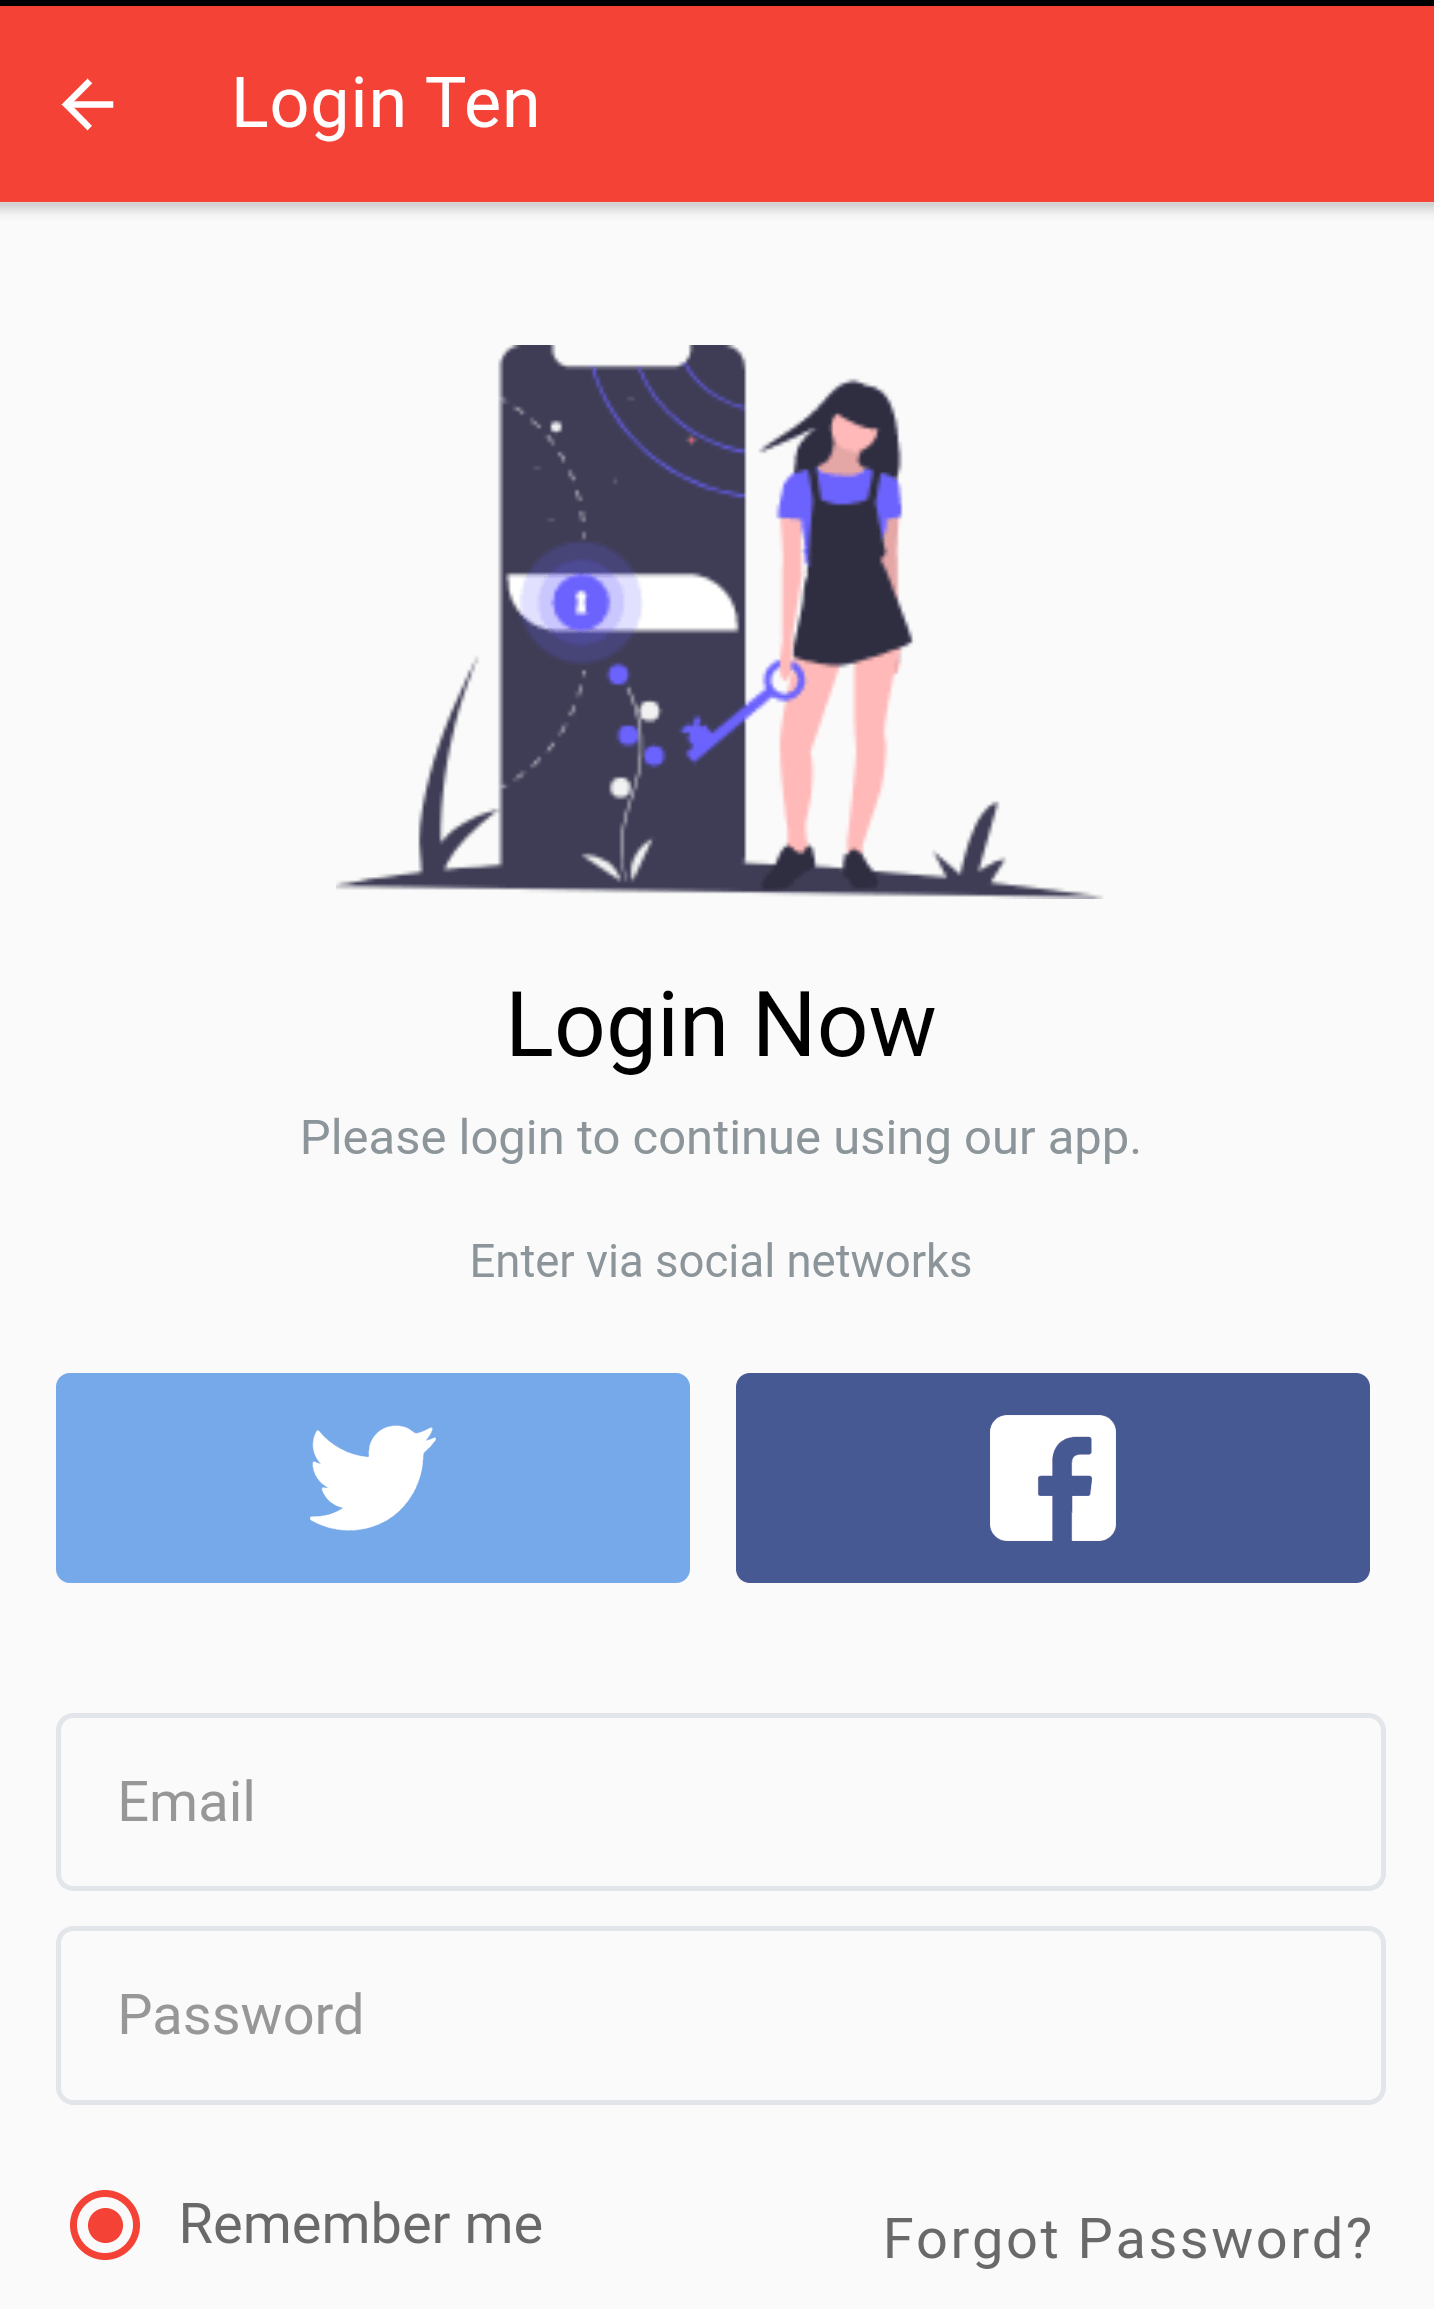 Login Ten
Login Now
Please login to continue using our app.
Enter via social networks
Email
Password
Remember me
Forgot Password?